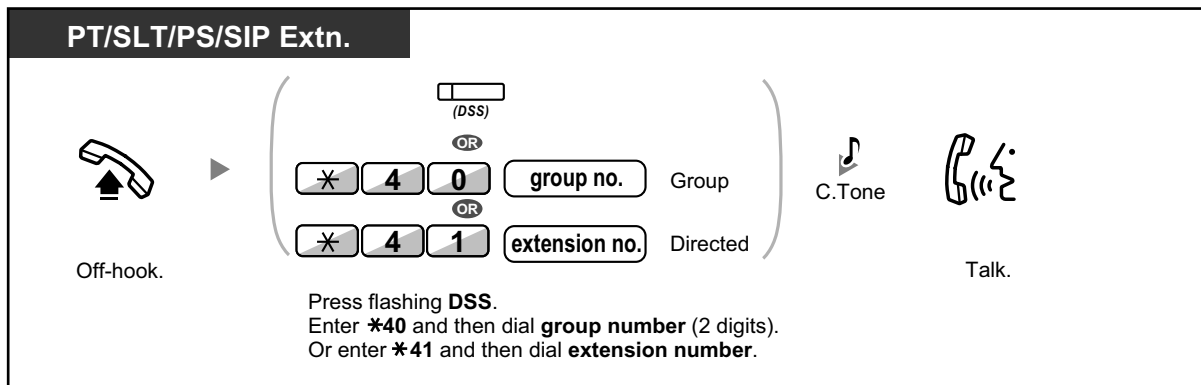 PT/SLT/PS/SIP Extn.
(DSS)
OR
* 4 0 group no. Group
OR
* 4 1 extension no. Directed
C.Tone
Off-hook.
Talk.
Press flashing DSS.
Enter *40 and then dial group number (2 digits).
Or enter *41 and then dial extension number.